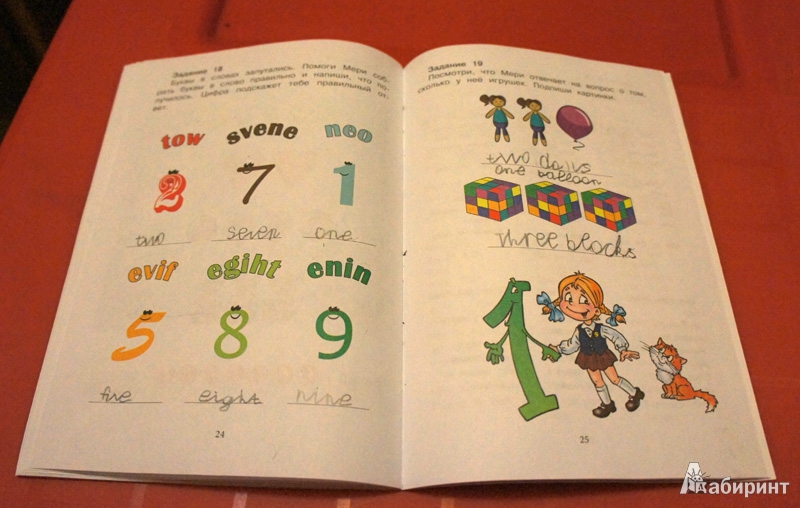 Задание 18
Буквы в словах запутались. Помоги Мери соб-
рать буквы в слово правильно и напиши, что по-
лучилось. Цифра подскажет тебе правильный от-
вет.
tow svene neo
2 7 1
two seven one
evif egiht enin
5 8 9
five eight nine
24
Задание 19
Посмотри, что Мери отвечает на вопрос о том,
сколько у неё игрушек. Подпиши картинки.
two dolls
one balloon
three blocks
1
25
Лабиринт